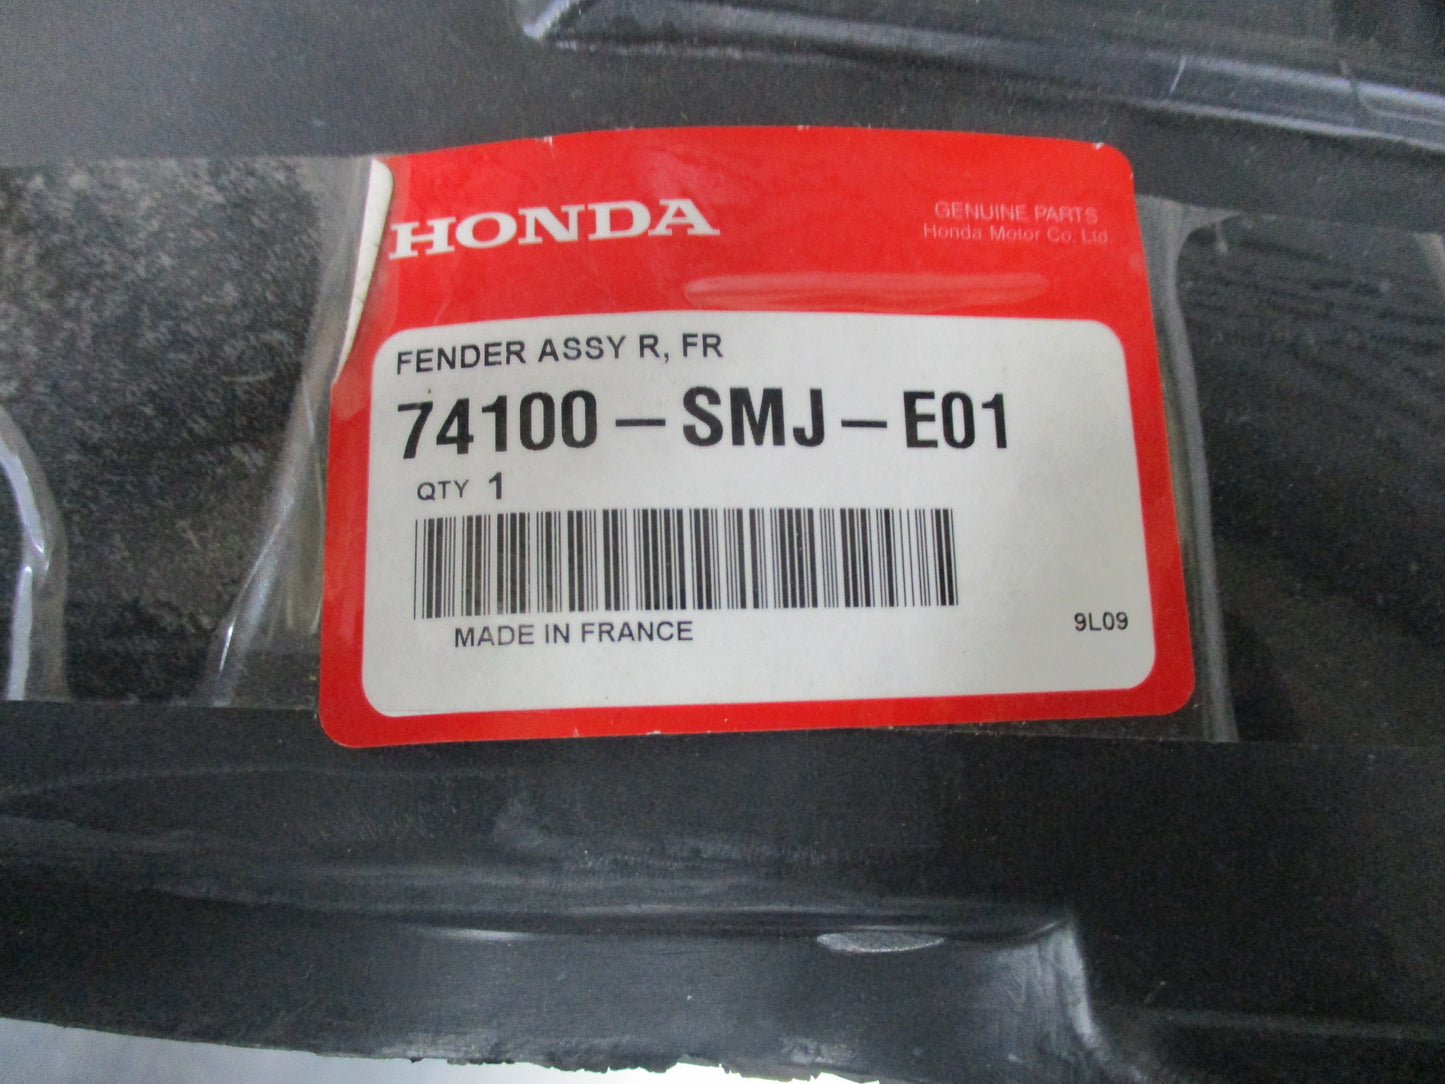 HONDA
GENUINE PARTS
Honda Motor Co. Ltd
FENDER ASSY R, FR
74100-SMJ-E01
QTY 1
MADE IN FRANCE
9L09